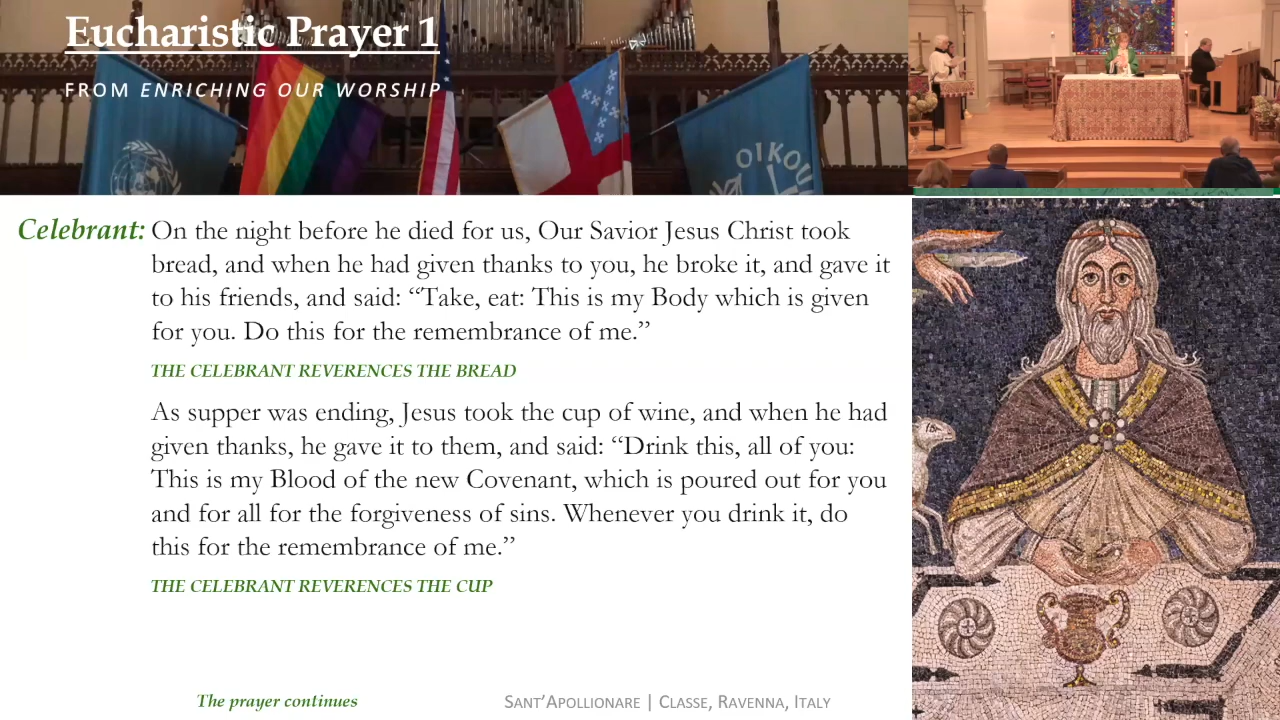 Eucharistic Prayer 1
FROM ENRICHING OUR WORSHIP
OIKOU
Celebrant: On the night before he died for us, Our Savior Jesus Christ took
bread, and when he had given thanks to you, he broke it, and gave it
to his friends, and said: “Take, eat: This is my Body which is given
for you. Do this for the remembrance of me.”
THE CELEBRANT REVERENCES THE BREAD
As supper was ending, Jesus took the cup of wine, and when he had
given thanks, he gave it to them, and said: “Drink this, all of you:
This is my Blood of the new Covenant, which is poured out for you
and for all for the forgiveness of sins. Whenever you drink it, do
this for the remembrance of me.”
THE CELEBRANT REVERENCES THE CUP
The prayer continues
SANT’APOLLIONARE | CLASSE, RAVENNA, ITALY